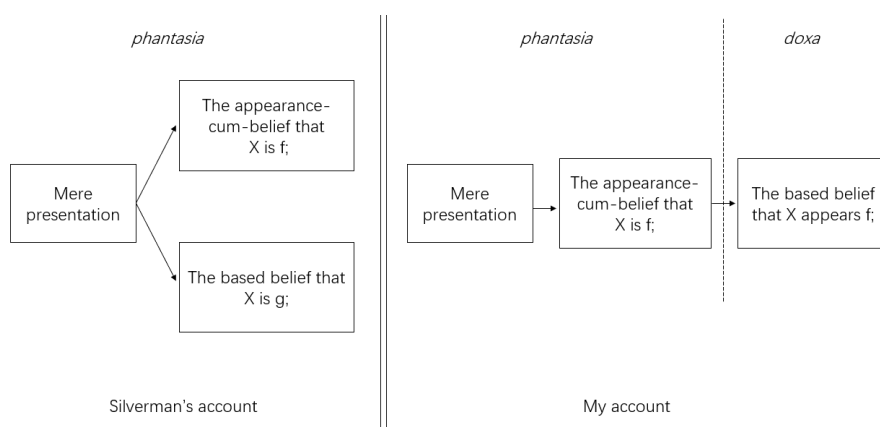 phantasia
The appearance-
cum-belief that
X is f;
Mere
presentation
The based belief that
X is g;
Silverman's account
phantasia
doxa
Mere
presentation
The appearance-
cum-belief that
X is f;
The based belief
that X appears f;
My account